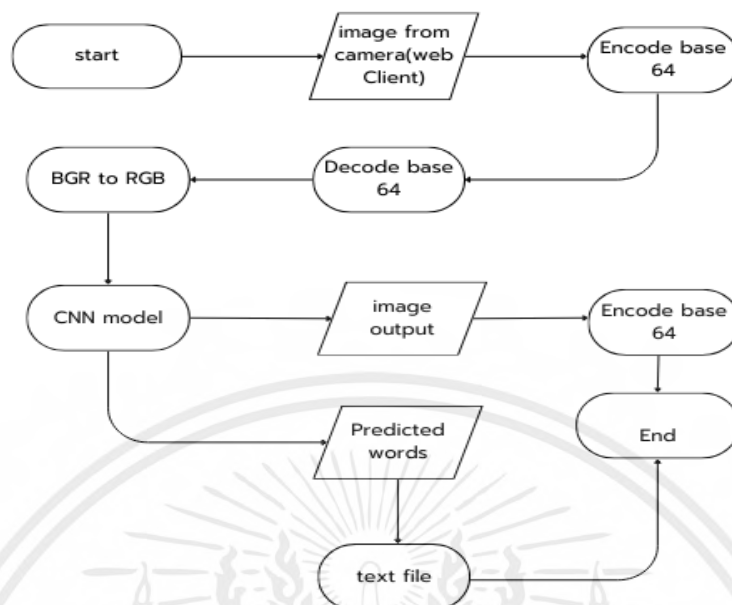 start
image from
camera(web
Client)
Encode base
64
BGR to RGB
Decode base
64
CNN model
image
output
Encode base
64
Predicted
words
End
text file